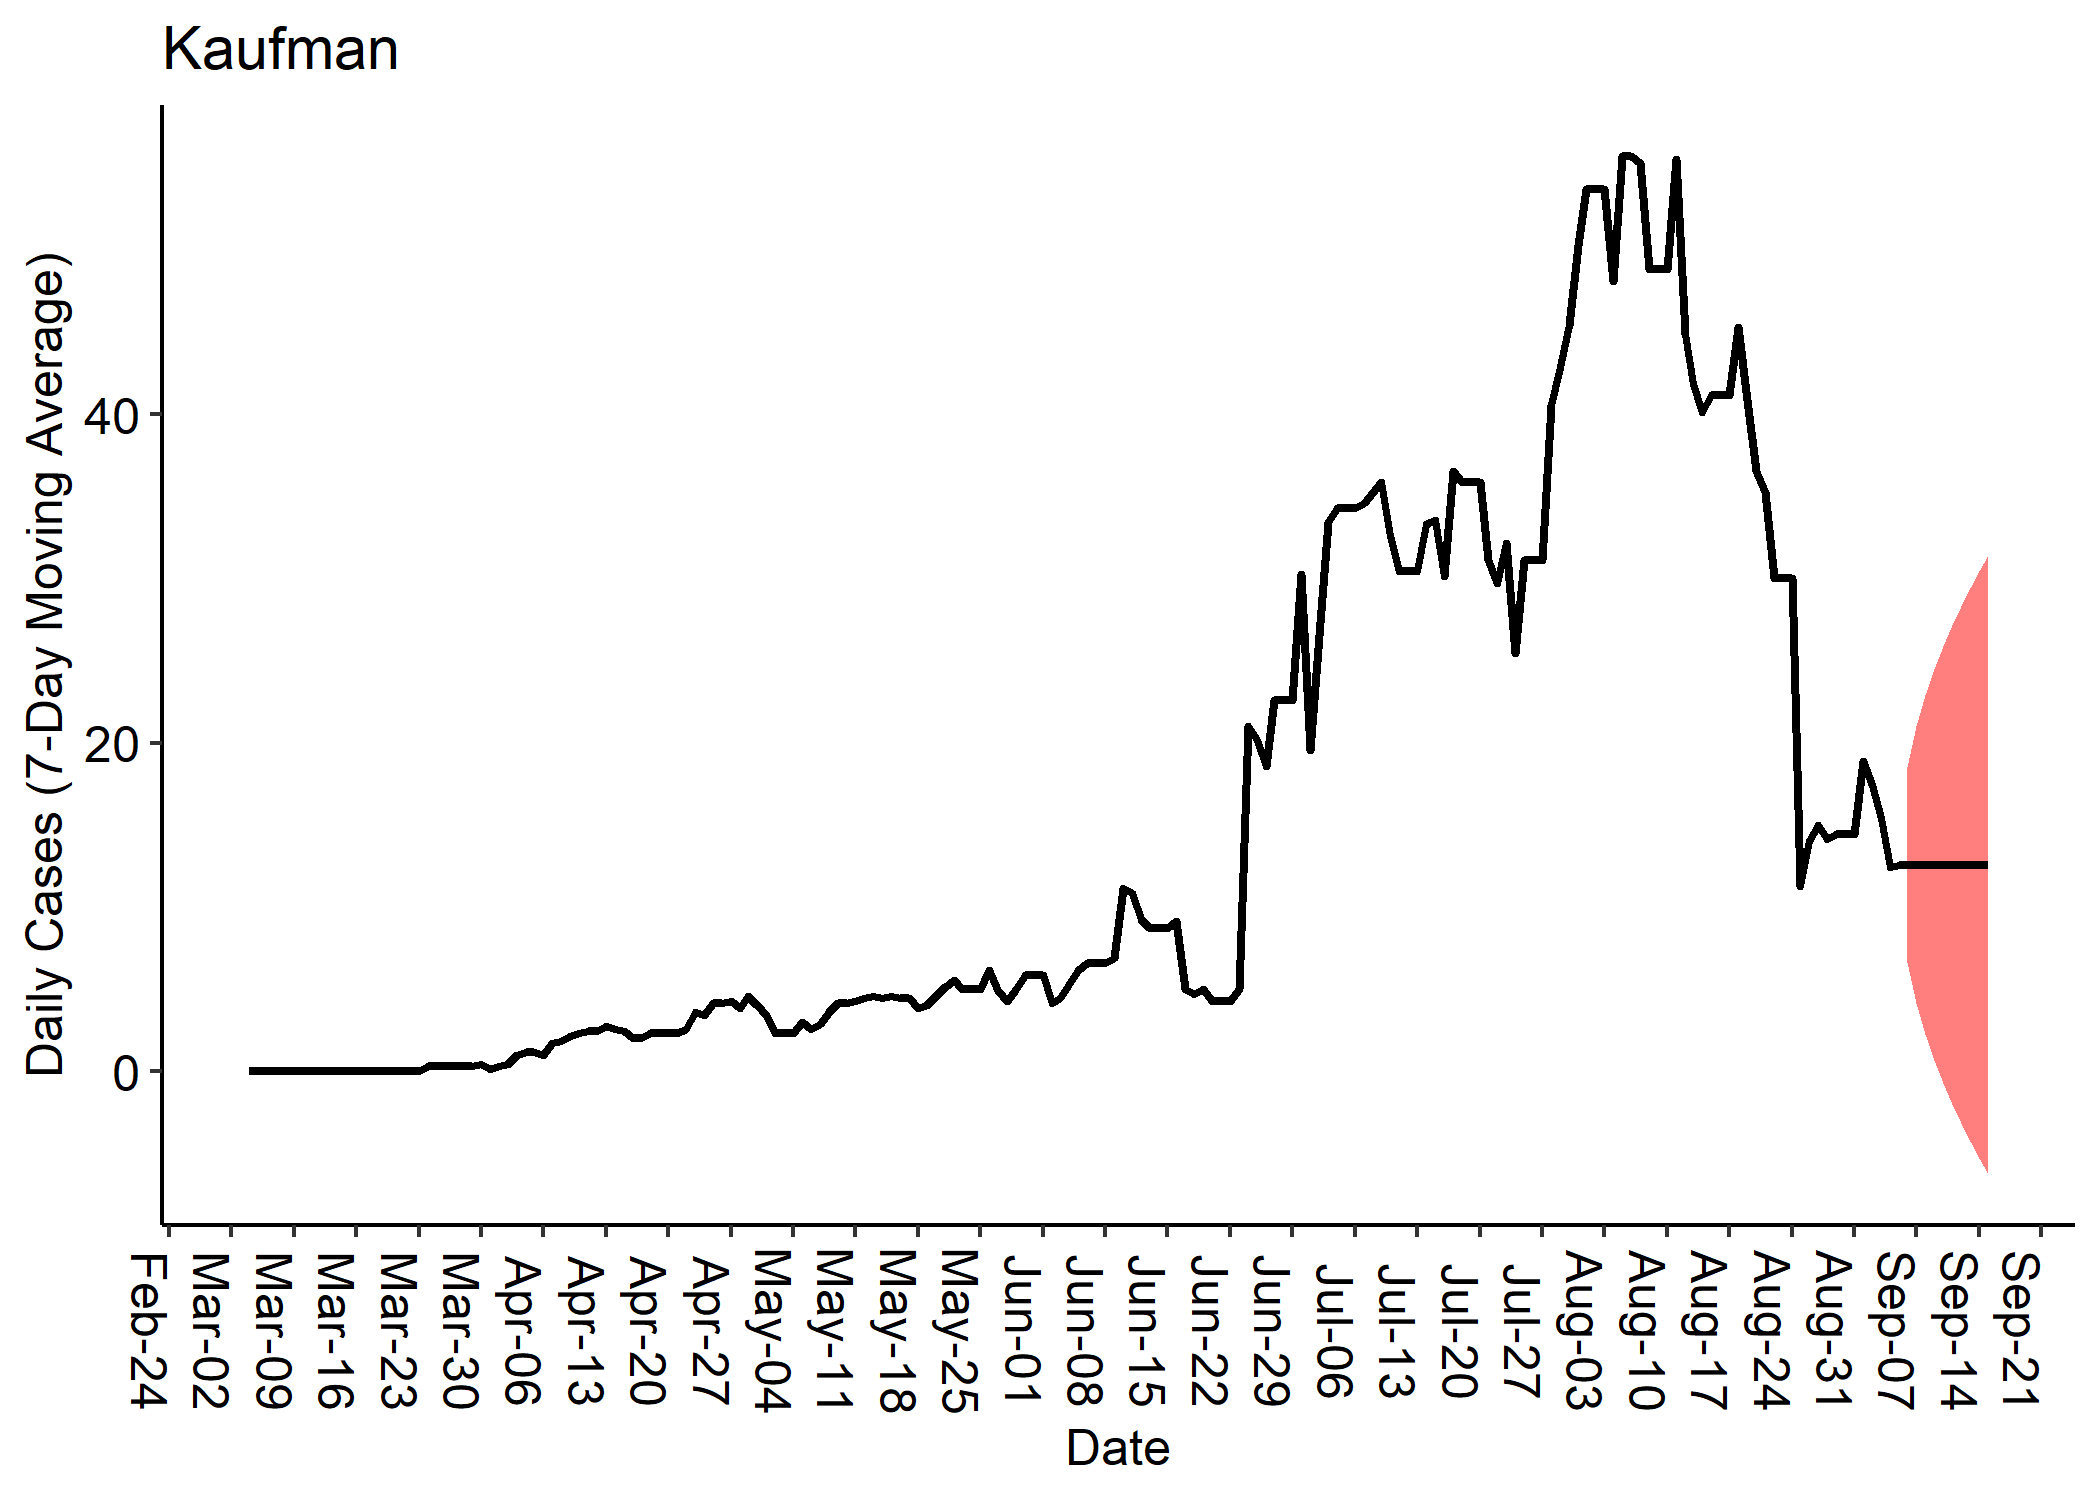 Kaufman
Daily Cases (7-Day Moving Average)
40
20
0
Feb-24
Mar-02
Mar-09
Mar-16
Mar-23
Mar-30
Apr-06
Apr-13
Apr-20
Apr-27
May-04
May-11
May-18
May-25
Jun-01
Jun-08
Jun-15
Jun-22
Jun-29
Jul-06
Jul-13
Jul-20
Jul-27
Aug-03
Aug-10
Aug-17
Aug-24
Aug-31
Sep-07
Sep-14
Sep-21
Date